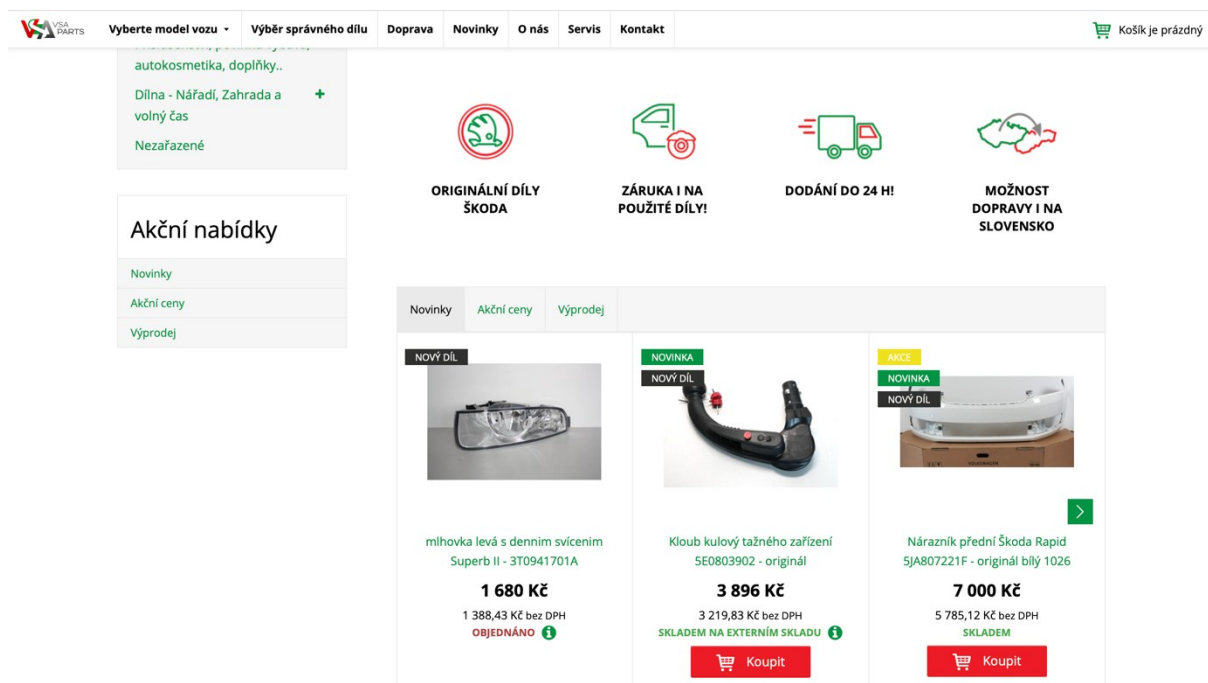 VSA
PARTS
Vyberte model vozu
Výběr správného dílu
Doprava
Novinky
O nás
Servis
Kontakt
Košík je prázdný
autokosmetika, doplňky..
Dílna - Nářadí, Zahrada a
volný čas
Nezařazené
ORIGINÁLNÍ DÍLY
ŠKODA
ZÁRUKA I NA
POUŽITÉ DÍLY!
DODÁNÍ DO 24 H!
MOŽNOST
DOPRAVY I NA
SLOVENSKO
Akční nabídky
Novinky
Akční ceny
Výprodej
Novinky
Akční ceny
Výprodej
NOVÝ DÍL
mlhovka levá s dennim svícenim
Superb II - 3T0941701A
1 680 Kč
1 388,43 Kč bez DPH
OBJEDNÁNO
NOVINKA
NOVÝ DÍL
Kloub kulový tažného zařízení
5E0803902 - originál
3 896 Kč
3 219,83 Kč bez DPH
SKLADEM NA EXTERNÍM SKLADU
Koupit
AKCE
NOVINKA
NOVÝ DÍL
Nárazník přední Škoda Rapid
5JA807221F - originál bílý 1026
7 000 Kč
5 785,12 Kč bez DPH
SKLADEM
Koupit